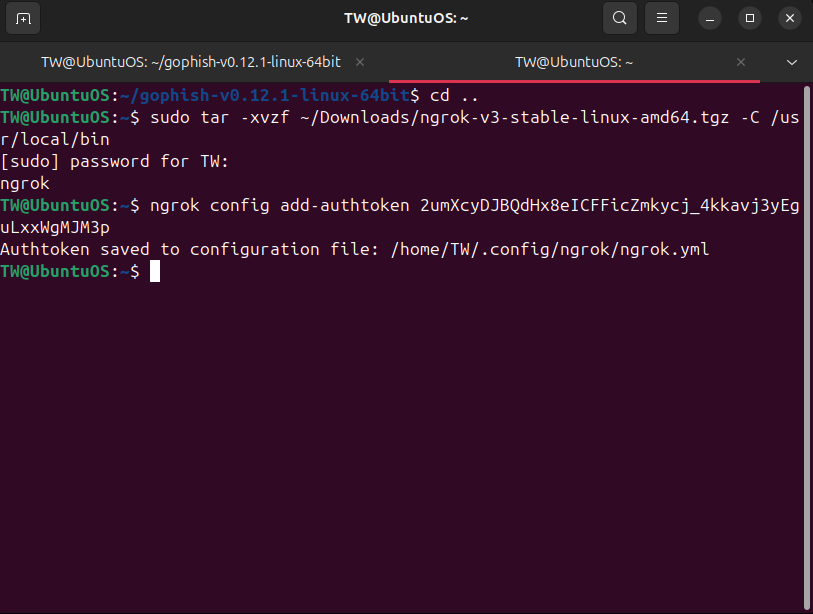 TW@UbuntuOS: ~
TW@UbuntuOS: ~/gophish-v0.12.1-linux-64bit
TW@UbuntuOS: ~
TW@UbuntuOS:~/gophish-v0.12.1-linux-64bit$ cd ..
TW@UbuntuOS:~$ sudo tar -xvzf ~/Downloads/ngrok-v3-stable-linux-amd64.tgz -C /us
r/local/bin
[sudo] password for TW:
ngrok
TW@UbuntuOS:~$ ngrok config add-authtoken 2umXcyDJBQdHx8eICFFicZmkycj_4kkavj3yEg
uLxxWgMJM3p
Authtoken saved to configuration file: /home/TW/.config/ngrok/ngrok.yml
TW@UbuntuOS:~$